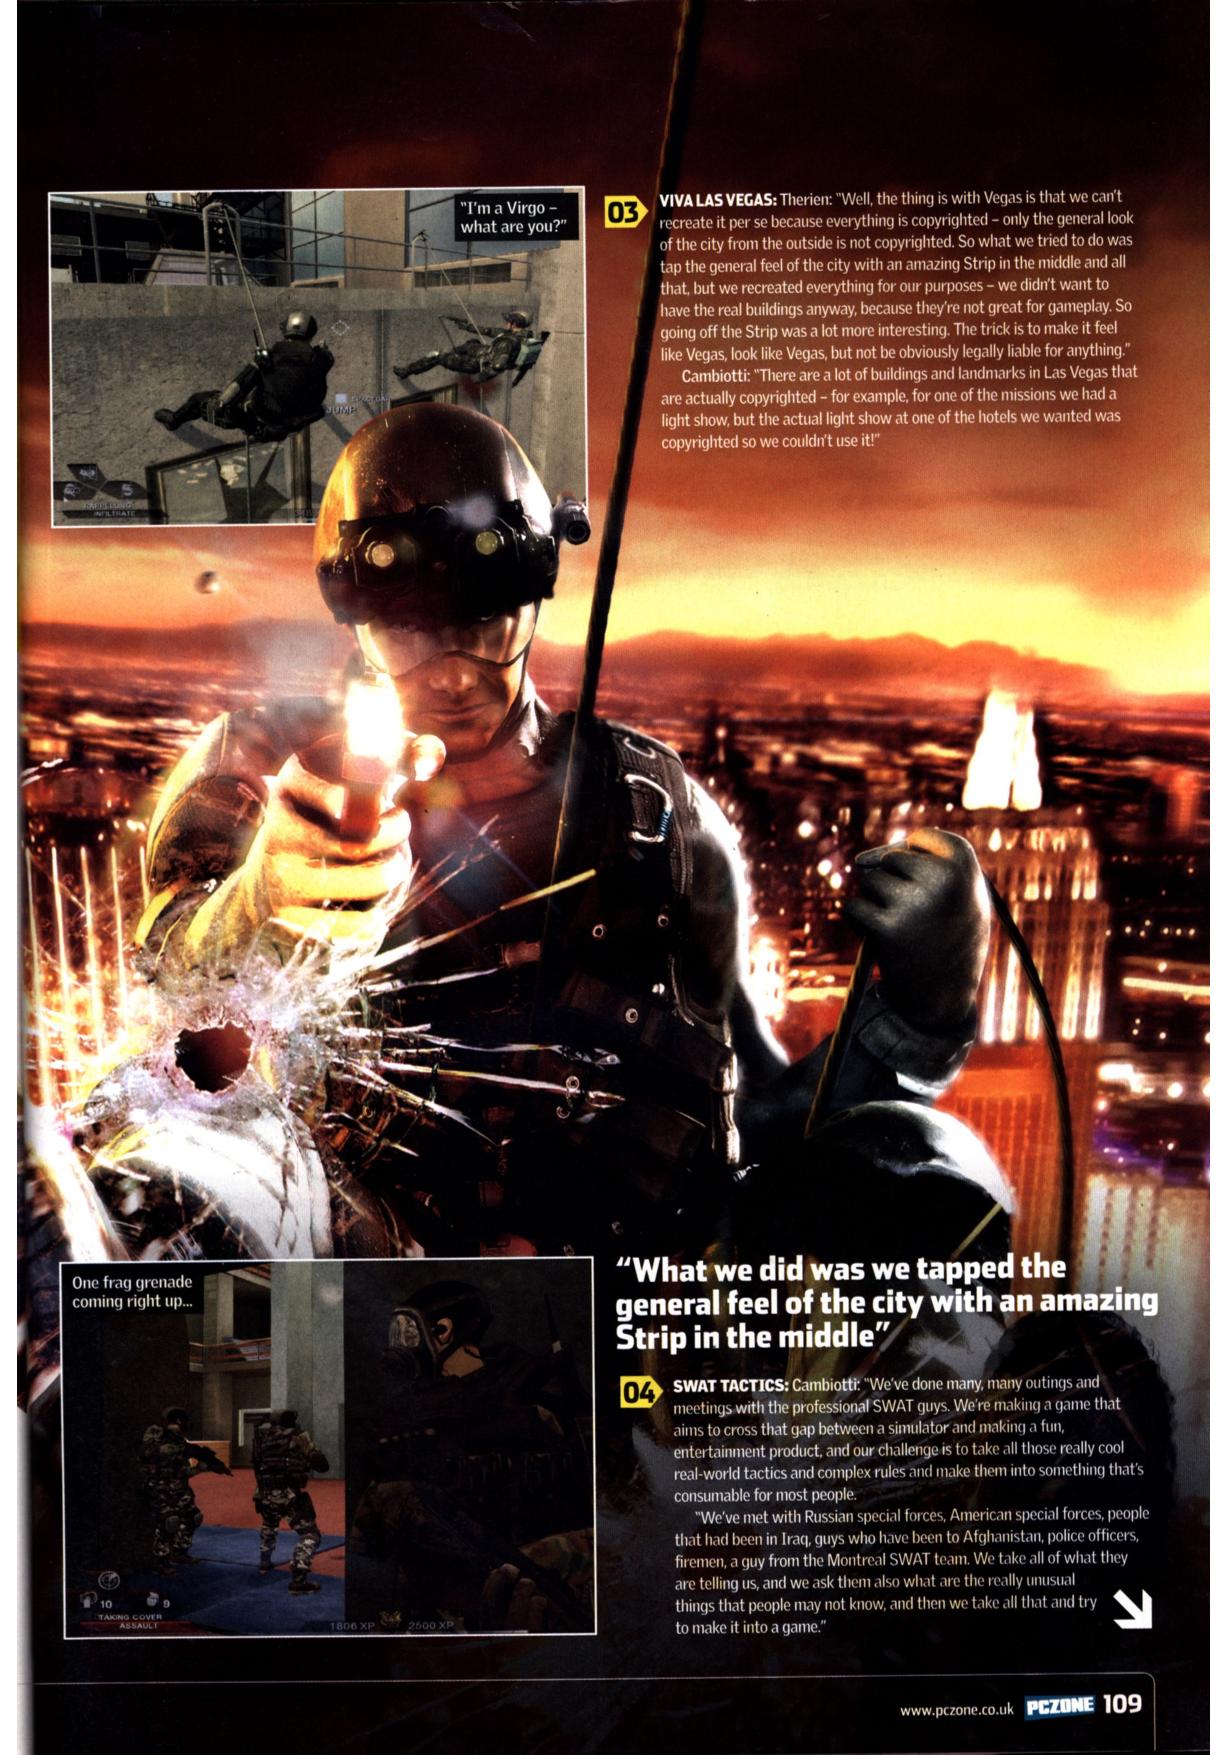 "I'm a Virgo –
what are you?"
SPACEBAR
JUMP
RAPPELLING
INFILTRATE
03 VIVA LAS VEGAS: Therien: "Well, the thing is with Vegas is that we can't
recreate it per se because everything is copyrighted – only the general look
of the city from the outside is not copyrighted. So what we tried to do was
tap the general feel of the city with an amazing Strip in the middle and all
that, but we recreated everything for our purposes – we didn't want to
have the real buildings anyway, because they're not great for gameplay. So
going off the Strip was a lot more interesting. The trick is to make it feel
like Vegas, look like Vegas, but not be obviously legally liable for anything."
Cambiotti: "There are a lot of buildings and landmarks in Las Vegas that
are actually copyrighted – for example, for one of the missions we had a
light show, but the actual light show at one of the hotels we wanted was
copyrighted so we couldn't use it!"
One frag grenade
coming right up...
10 9
TAKING COVER
ASSAULT
1806 XP 2500 XP
"What we did was we tapped the
general feel of the city with an amazing
Strip in the middle"
04 SWAT TACTICS: Cambiotti: "We've done many, many outings and
meetings with the professional SWAT guys. We're making a game that
aims to cross that gap between a simulator and making a fun,
entertainment product, and our challenge is to take all those really cool
real-world tactics and complex rules and make them into something that's
consumable for most people.
"We've met with Russian special forces, American special forces, people
that had been in Iraq, guys who have been to Afghanistan, police officers,
firemen, a guy from the Montreal SWAT team. We take all of what they
are telling us, and we ask them also what are the really unusual
things that people may not know, and then we take all that and try
to make it into a game."
www.pczone.co.uk PCZONE 109